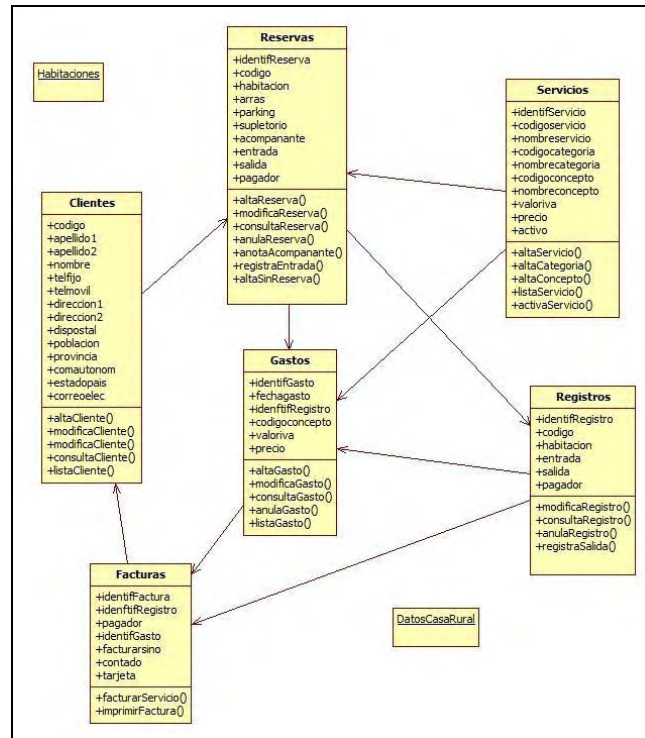 Reservas
+identifReserva
+codigo
+habitacion
+arras
+parking
+supletorio
+acompanante
+entrada
+salida
+pagador
+altaReserva()
+modificaReserva()
+consultaReserva()
+anulaReserva()
+anotaAcompanante()
+registraEntrada()
+altaSinReserva()
Habitaciones
Servicios
+identifServicio
+codigoservicio
+nombreservicio
+codigocategoria
+nombrecategoria
+codigoconcepto
+nombreconcepto
+valoriva
+precio
+activo
+altaServicio()
+altaCategoria()
+altaConcepto()
+listaServicio()
+activaServicio()
Clientes
+codigo
+apellido1
+apellido2
+nombre
+telfijo
+telmovil
+direccion1
+direccion2
+dispostal
+poblacion
+provincia
+comautonom
+estadopais
+correoelec
+altaCliente()
+modificaCliente()
+modificaCliente()
+consultaCliente()
+listaCliente()
Gastos
+identifGasto
+fechagasto
+idenftifRegistro
+codigoconcepto
+valoriva
+precio
+altaGasto()
+modificaGasto()
+consultaGasto()
+anulaGasto()
+listaGasto()
Registros
+identifRegistro
+codigo
+habitacion
+entrada
+salida
+pagador
+modificaRegistro()
+consultaRegistro()
+anulaRegistro()
+registraSalida()
Facturas
+identifFactura
+idenftifRegistro
+pagador
+identifGasto
+facturarsino
+contado
+tarjeta
+facturarServicio()
+imprimirFactura()
DatosCasaRural